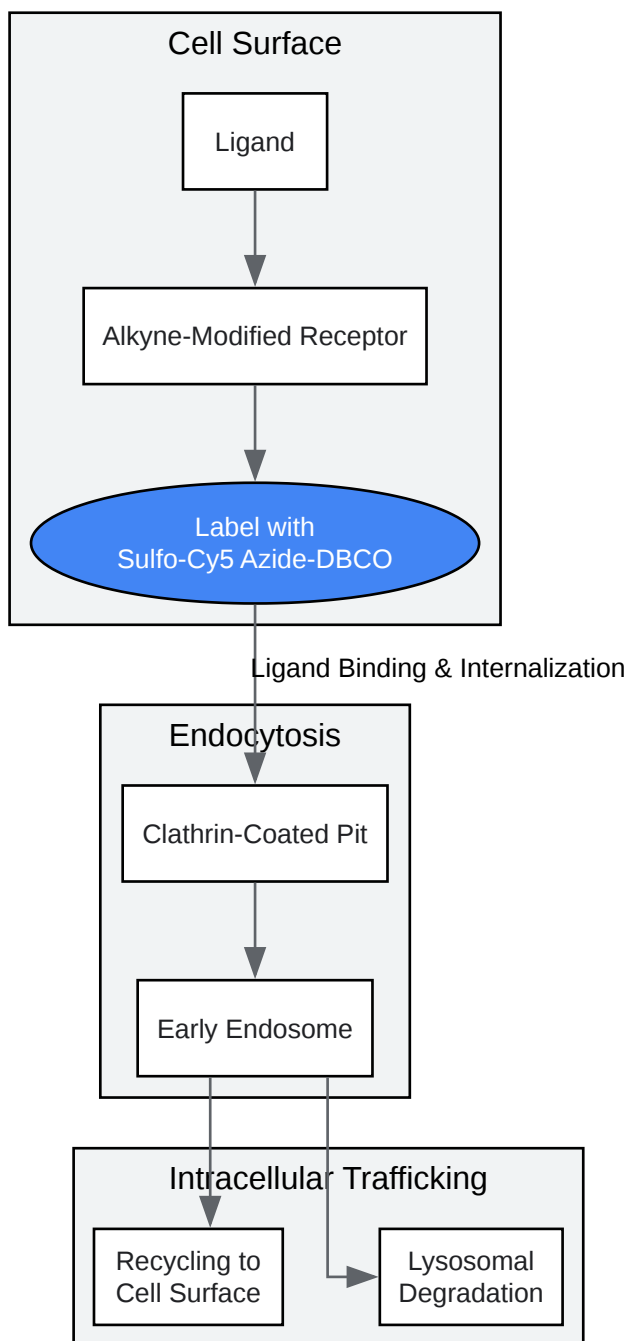 Cell Surface
Ligand
Alkyne-Modified Receptor
Label with
Sulfo-Cy5 Azide-DBCO
Ligand Binding & Internalization
Endocytosis
Clathrin-Coated Pit
Early Endosome
Intracellular Trafficking
Recycling to
Cell Surface
Lysosomal
Degradation